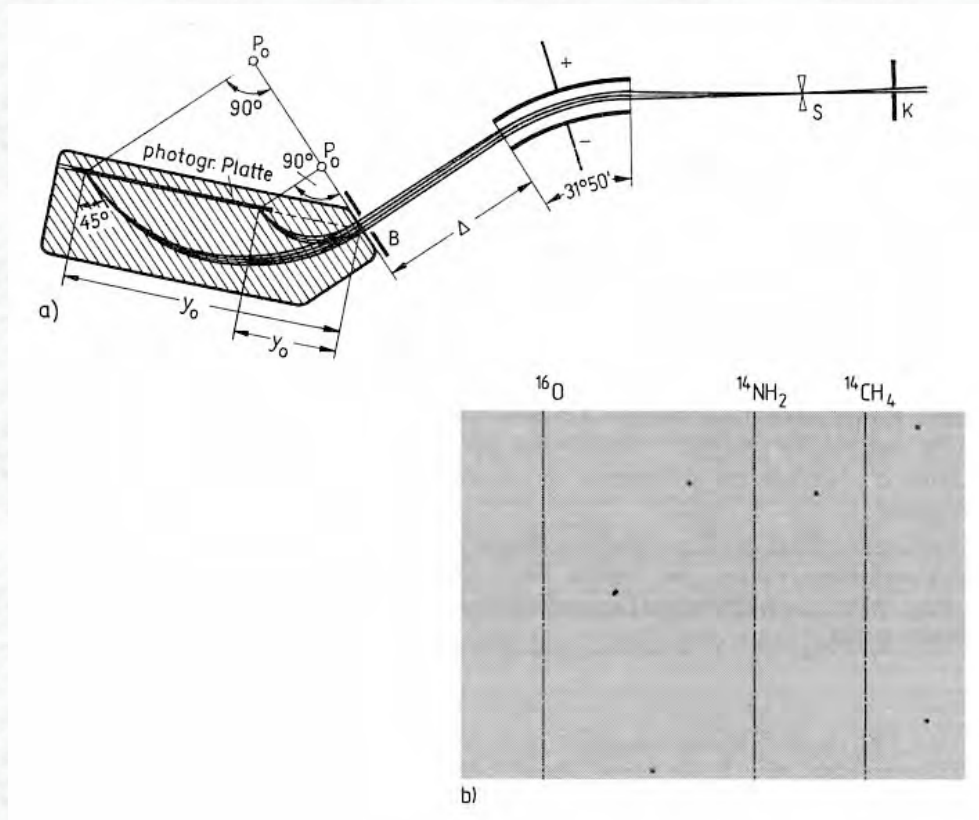 P₀
90°
P₀
90°
photogr. Platte
45°
y₀
y₀
a)
B
Δ
31°50'
+
−
S
K
¹⁶O
¹⁴NH₂
¹⁴CH₄
b)